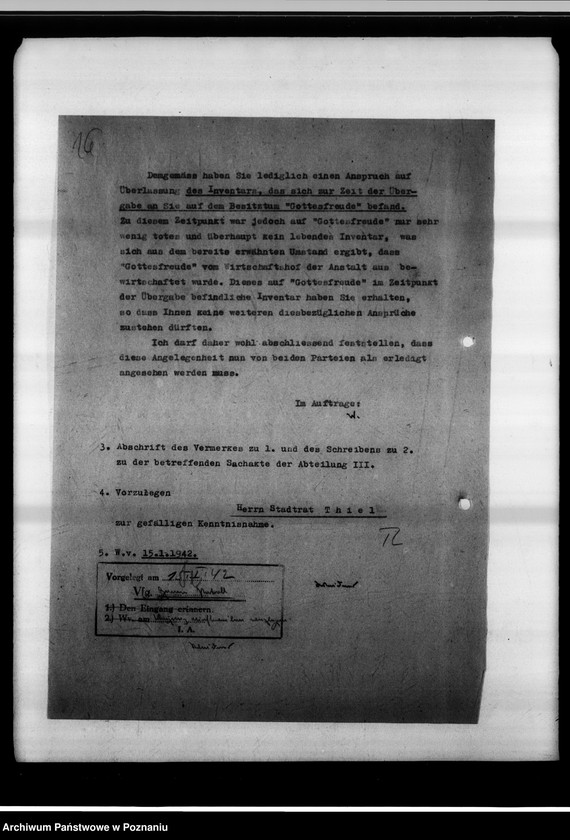 16
Demgemäss haben Sie lediglich einen Anspruch auf
Überlassung des Inventars, das sich zur Zeit der Über-
gabe an Sie auf dem Besitztum "Gottesfreude" befand.
Zu diesem Zeitpunkt war jedoch auf "Gottesfreude" nur sehr
wenig totes und überhaupt kein lebendes Inventar, was
sich aus dem bereits erwähnten Umstand ergibt, dass
"Gottesfreude" vom Wirtschaftshof der Anstalt aus be-
wirtschaftet wurde. Dieses auf "Gottesfreude" im Zeitpunkt
der Übergabe befindliche Inventar haben Sie erhalten,
so dass Ihnen keine weiteren diesbezüglichen Ansprüche
zustehen dürften.
Ich darf daher wohl abschliessend feststellen, dass
diese Angelegenheit nun von beiden Parteien als erledigt
angesehen werden muss.
Im Auftrage:
3. Abschrift des Vermerkes zu 1. und des Schreibens zu 2.
zu der betreffenden Sachakte der Abteilung III.
4. Vorzulegen
Herrn Stadtrat T h i e l
zur gefälligen Kenntnisnahme.
5. W.v. 15.1.1942.
Vorgelegt am
Vfg.
1.) Den Eingang erinnern.
2.) Wv. am
I. A.
Archiwum Państwowe w Poznaniu